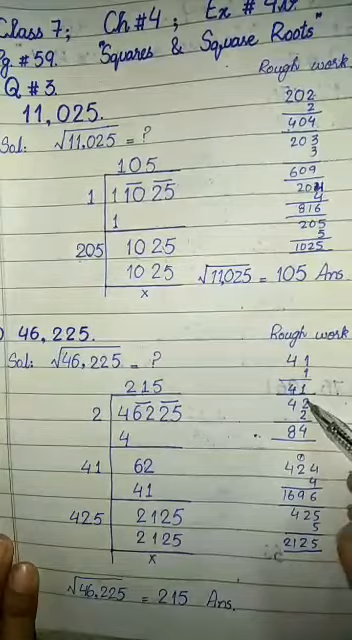 Class 7; Ch #4; Ex #
Pg. #59. "Squares & Square Roots"
Rough work
Q # 3.
11,025.
Sol: √11,025 = ?
105
1 | 1 10 25
1
205 | 10 25
10 25
x
√11,025 = 105 Ans
202
2
404
203
3
609
204
4
816
205
5
1025
46,225.
Rough work
Sol: √46,225 = ?
215
2 | 4 62 25
4
41 | 62
41
425 | 2125
2125
x
41
1
41
42
2
84
424
4
1696
425
5
2125
√46,225 = 215 Ans.